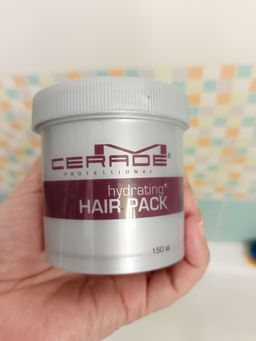 CERADE M®
PROFESSIONAL
hydrating®
HAIR PACK
150 ml